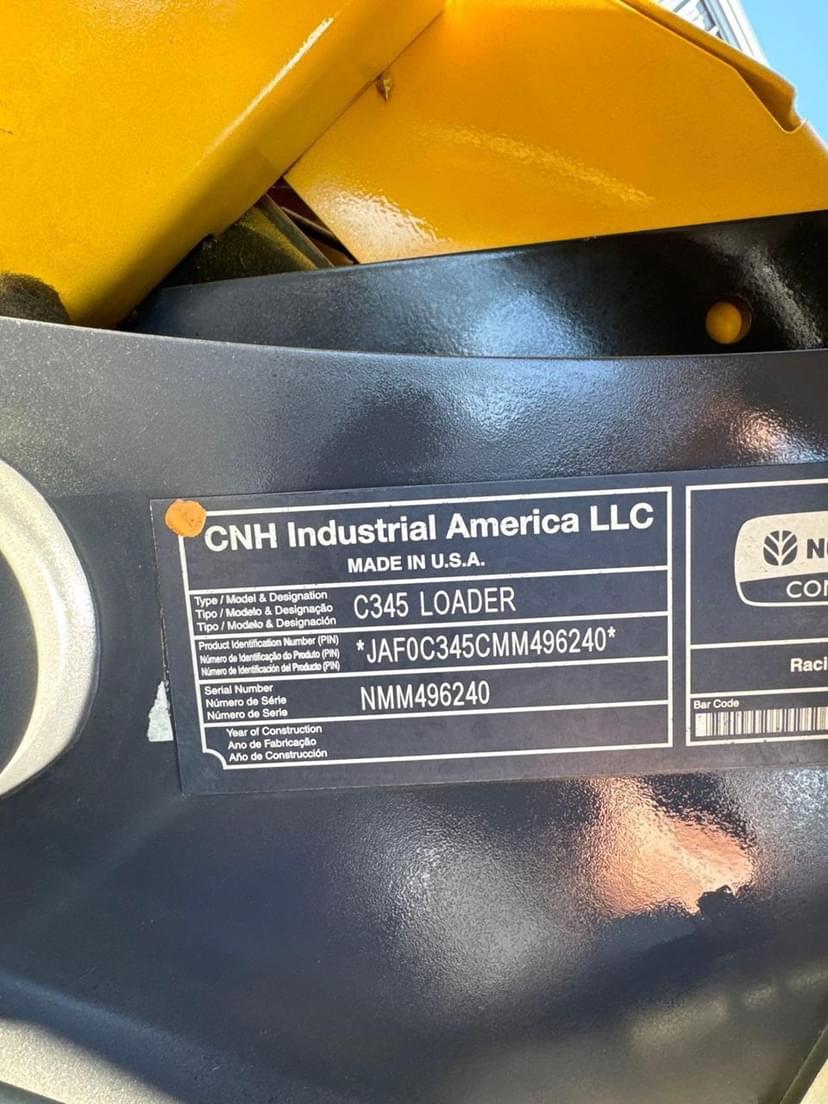 CNH Industrial America LLC
MADE IN U.S.A.
Type / Model & Designation
Tipo / Modelo & Designação
Tipo / Modelo & Designación
C345 LOADER
Product Identification Number (PIN)
Número de Identificação do Produto (PIN)
Número de Identificación del Producto (PIN)
*JAF0C345CMM496240*
Serial Number
Número de Série
Número de Serie
NMM496240
Year of Construction
Ano de Fabricação
Año de Construcción
Bar Code